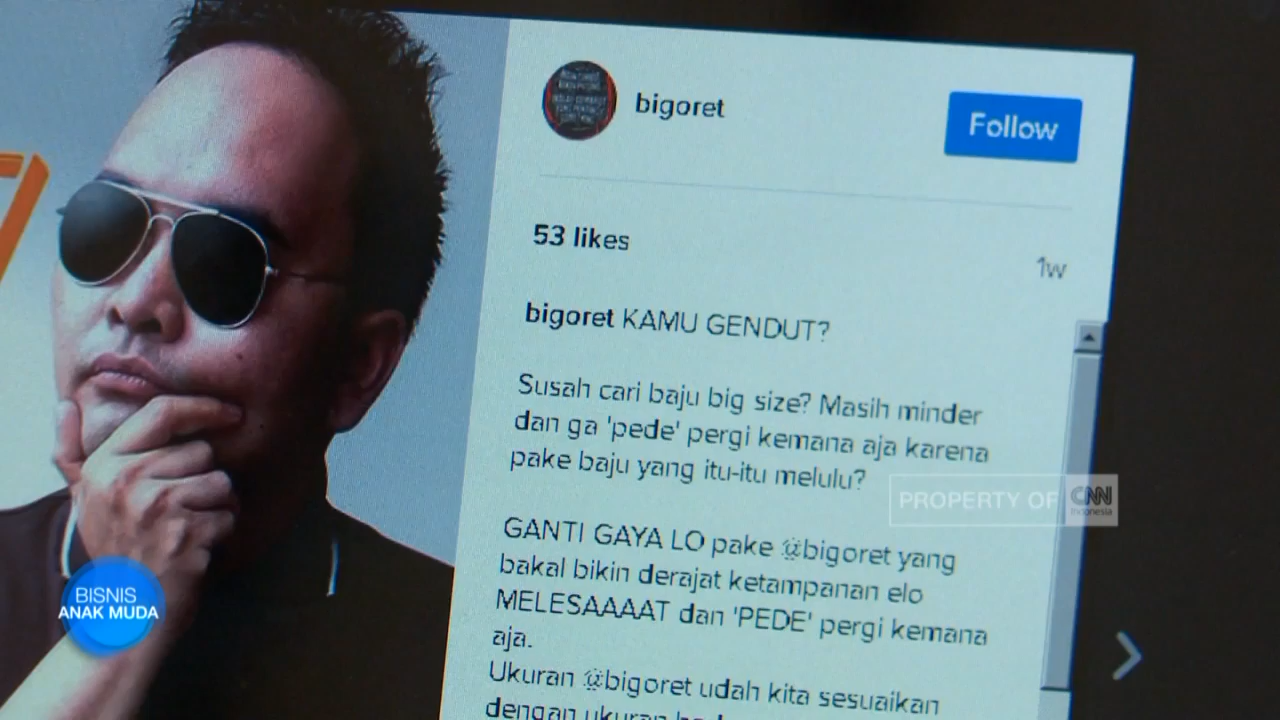 bigoret
Follow
53 likes
1w
bigoret KAMU GENDUT?
Susah cari baju big size? Masih minder
dan ga 'pede' pergi kemana aja karena
pake baju yang itu-itu melulu?
GANTI GAYA LO pake @bigoret yang
bakal bikin derajat ketampanan elo
MELESAAAAT dan 'PEDE' pergi kemana
aja.
Ukuran @bigoret udah kita sesuaikan
dengan ukuran
PROPERTY OF CNN
Indonesia
BISNIS
ANAK MUDA